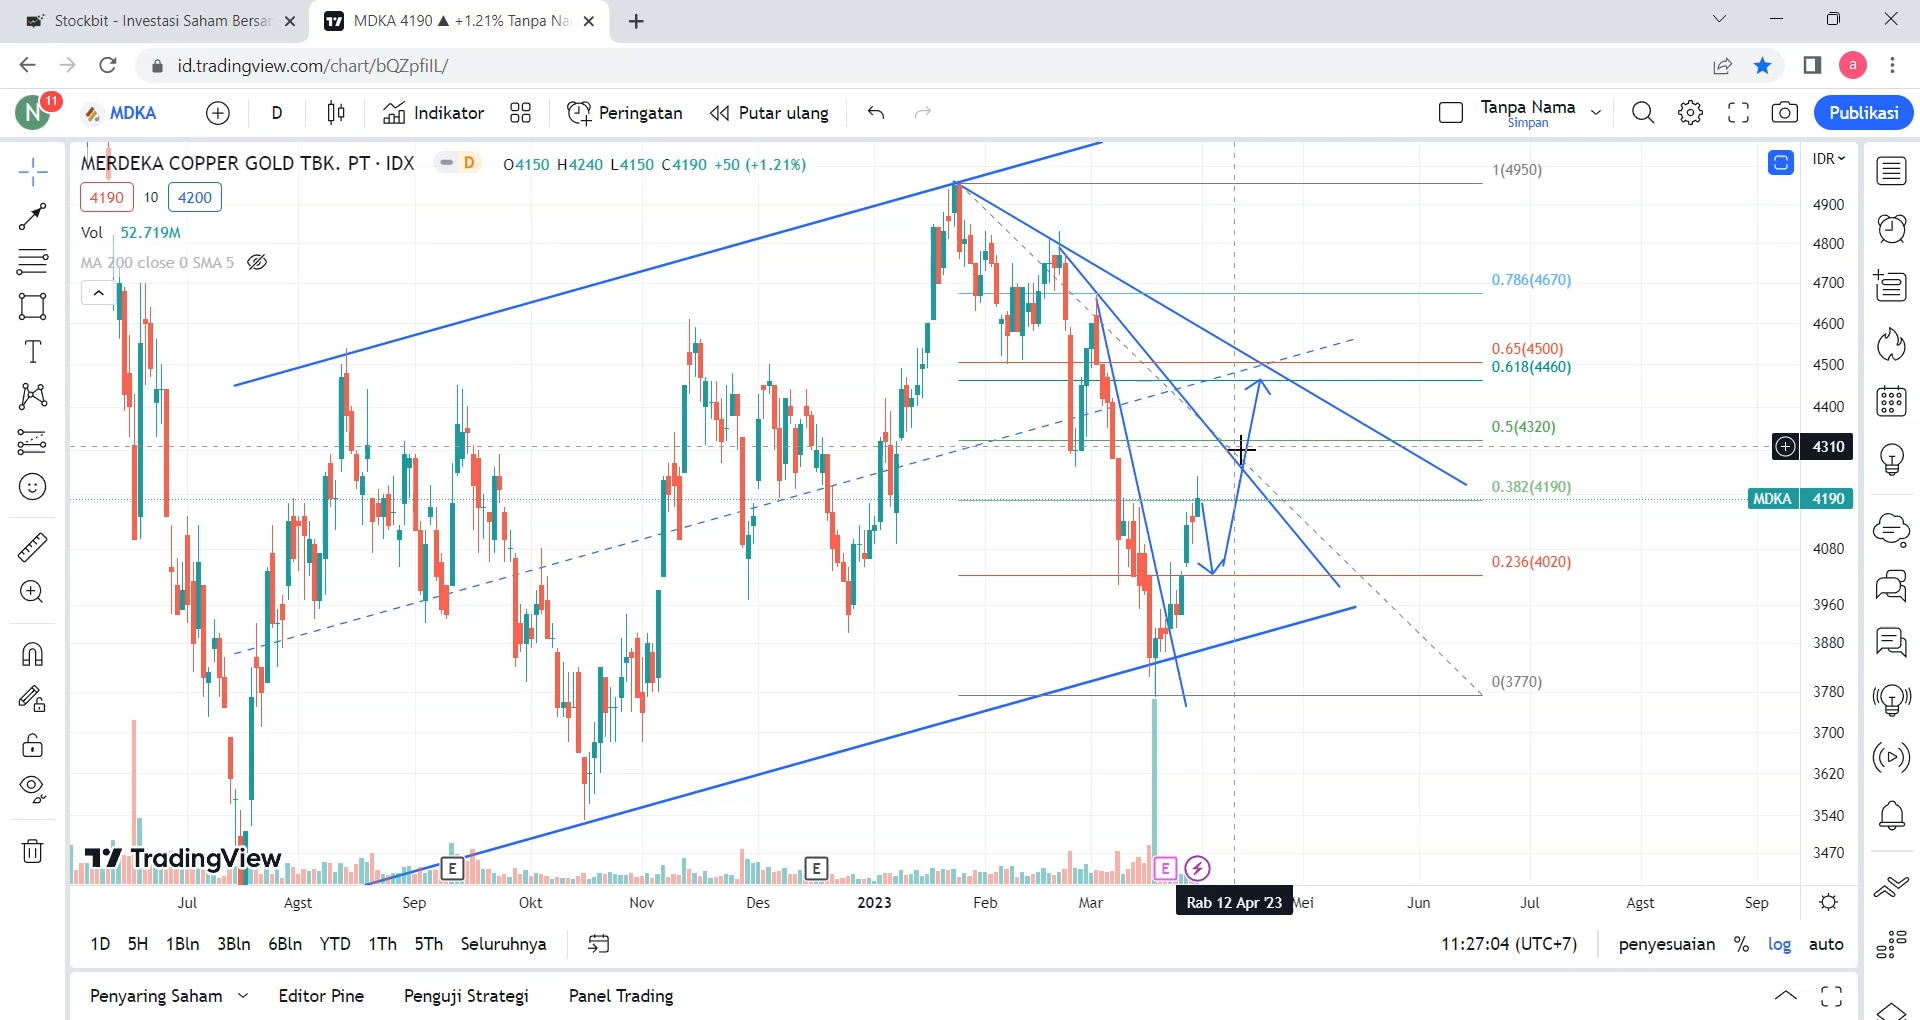 Stockbit - Investasi Saham Bersam
MDKA 4190 ▲ +1.21% Tanpa Na
id.tradingview.com/chart/bQZpfiIL/
N
11
MDKA
D
Indikator
Peringatan
Putar ulang
Tanpa Nama
Simpan
Publikasi
a
MERDEKA COPPER GOLD TBK. PT · IDX
D
O4150 H4240 L4150 C4190 +50 (+1.21%)
IDR
4190
10
4200
Vol 52.719M
MA 200 close 0 SMA 5
1(4950)
0.786(4670)
0.65(4500)
0.618(4460)
0.5(4320)
0.382(4190)
0.236(4020)
0(3770)
4900
4800
4700
4600
4500
4400
4310
MDKA 4190
4080
3960
3880
3780
3700
3620
3540
3470
TradingView
E
E
E
Jul
Agst
Sep
Okt
Nov
Des
2023
Feb
Mar
Rab 12 Apr '23
Mei
Jun
Jul
Agst
Sep
1D 5H 1Bln 3Bln 6Bln YTD 1Th 5Th Seluruhnya
11:27:04 (UTC+7)
penyesuaian % log auto
Penyaring Saham
Editor Pine
Penguji Strategi
Panel Trading